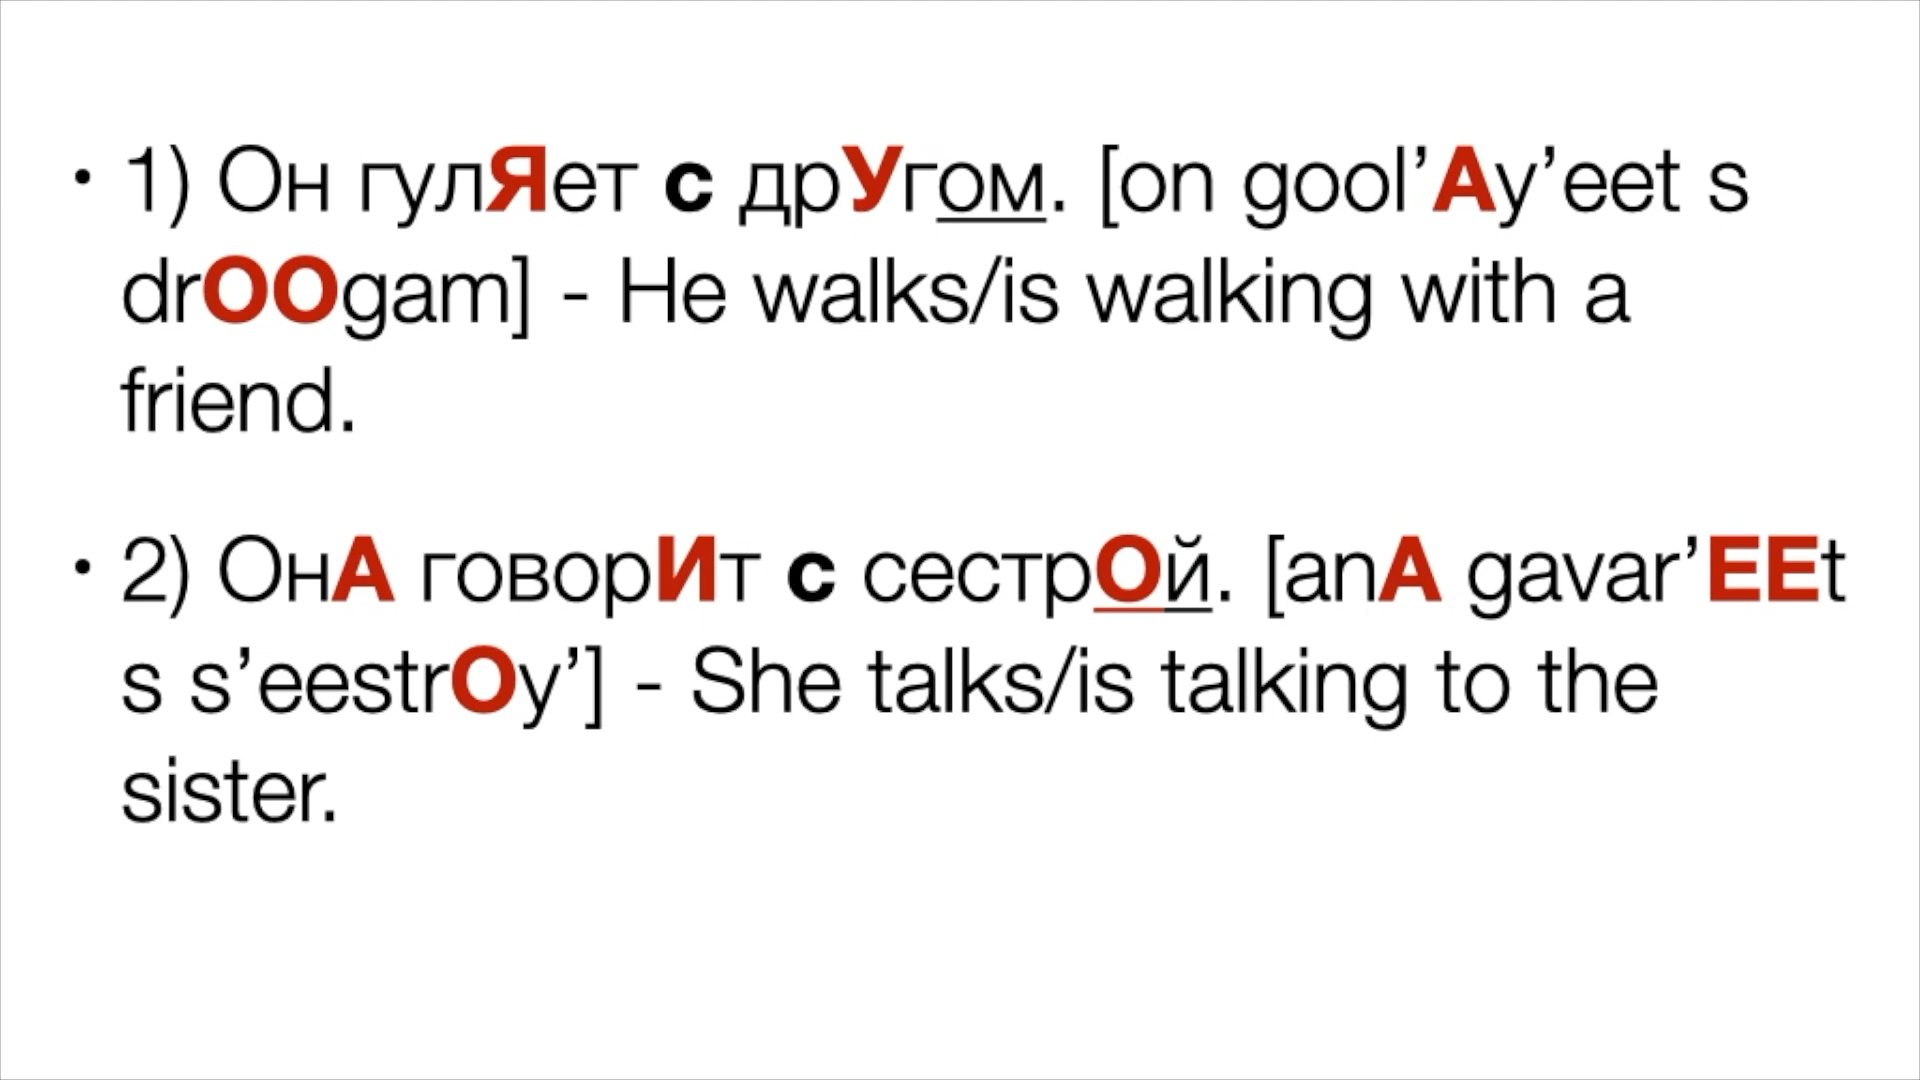 • 1) Он гулЯет с дрУгом. [on gool’Ay’eet s
drOOgam] - He walks/is walking with a
friend.
• 2) ОнА говорИт с сестрОй. [anA gavar’EEt
s s’eestrOy’] - She talks/is talking to the
sister.